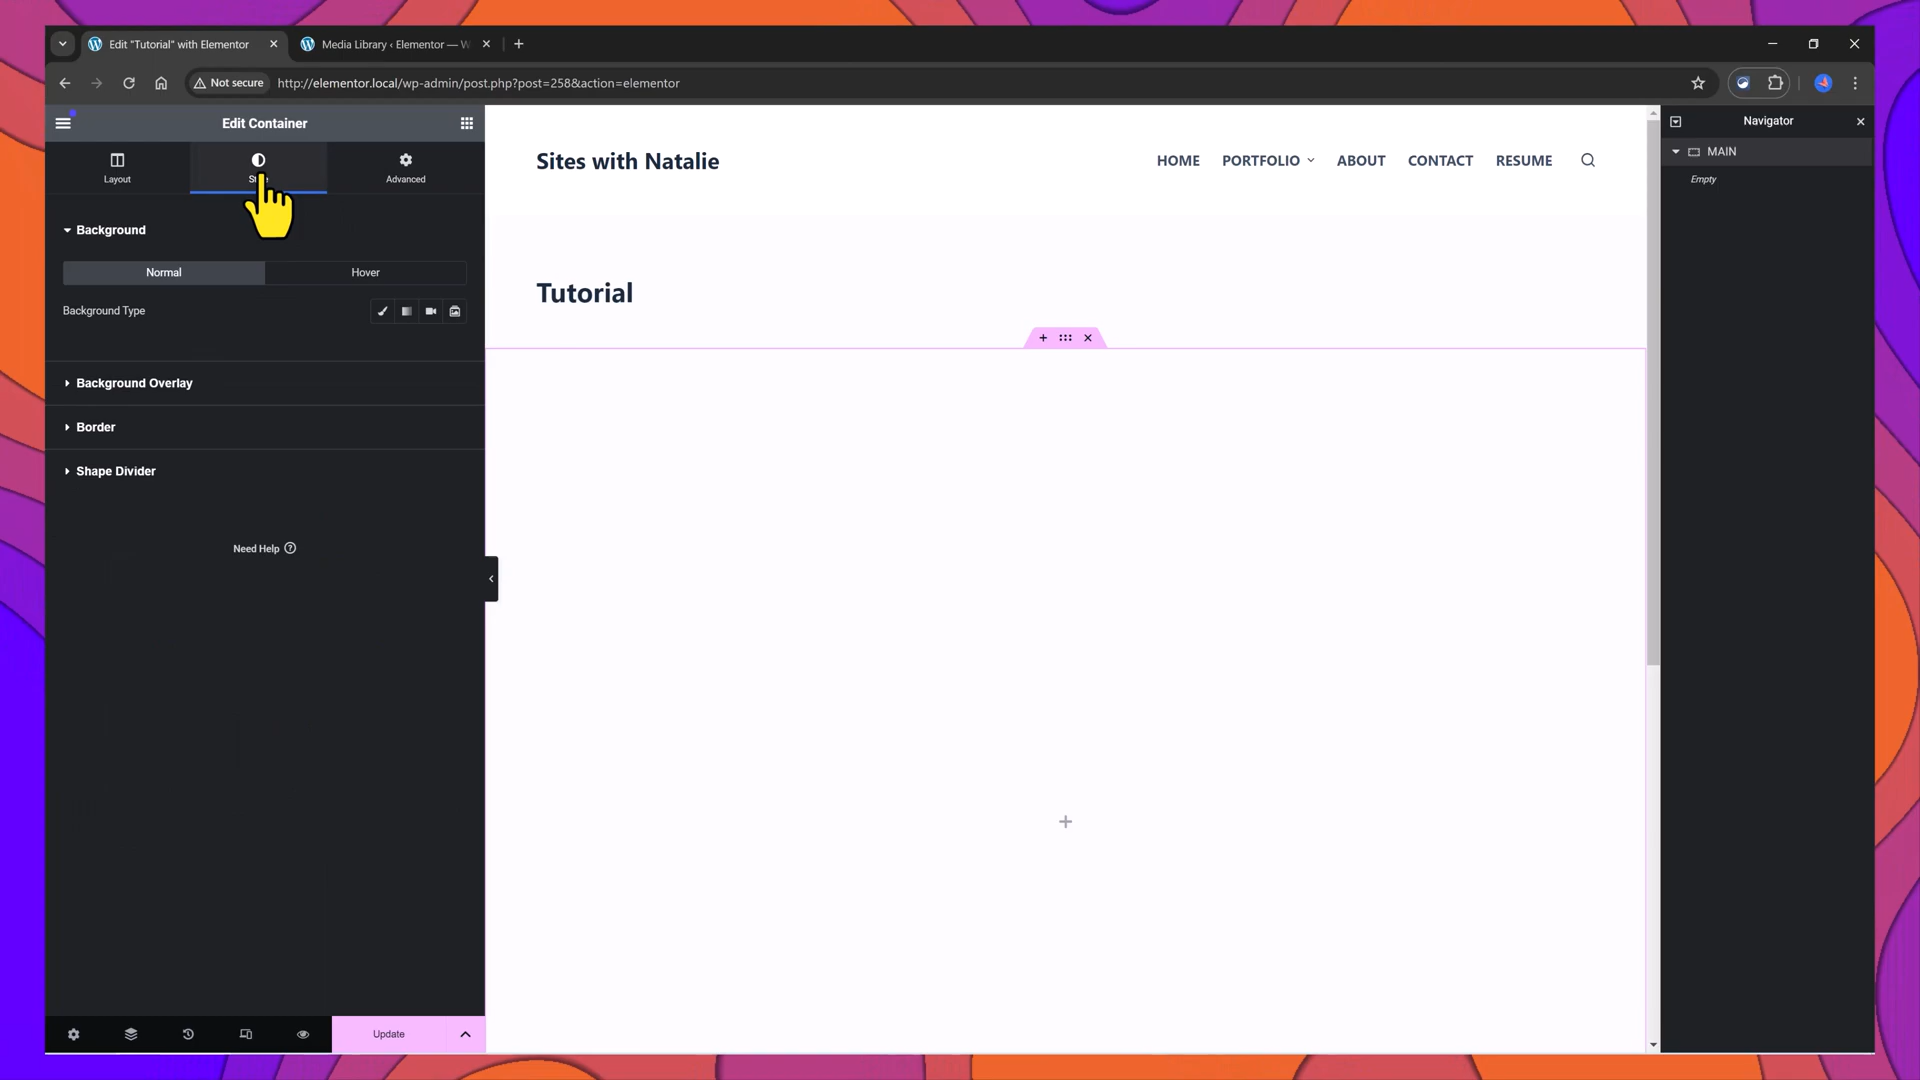 Edit "Tutorial" with Elementor
Media Library ‹ Elementor — W
Not secure
http://elementor.local/wp-admin/post.php?post=258&action=elementor
Edit Container
Layout
Advanced
Background
Normal
Hover
Background Type
Background Overlay
Border
Shape Divider
Need Help
Update
Sites with Natalie
HOME
PORTFOLIO
ABOUT
CONTACT
RESUME
Tutorial
Navigator
MAIN
Empty